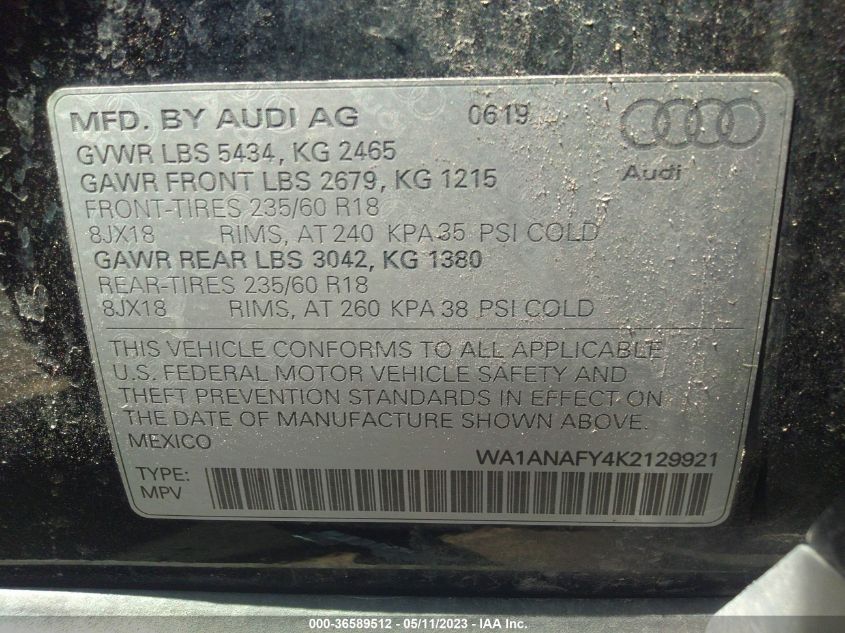 MFD. BY AUDI AG 0619
Audi
GVWR LBS 5434, KG 2465
GAWR FRONT LBS 2679, KG 1215
FRONT-TIRES 235/60 R18
8JX18 RIMS, AT 240 KPA 35 PSI COLD
GAWR REAR LBS 3042, KG 1380
REAR-TIRES 235/60 R18
8JX18 RIMS, AT 260 KPA 38 PSI COLD
THIS VEHICLE CONFORMS TO ALL APPLICABLE
U.S. FEDERAL MOTOR VEHICLE SAFETY AND
THEFT PREVENTION STANDARDS IN EFFECT ON
THE DATE OF MANUFACTURE SHOWN ABOVE.
MEXICO
WA1ANAFY4K2129921
TYPE:
MPV
000-36589512 - 05/11/2023 - WA Inc.